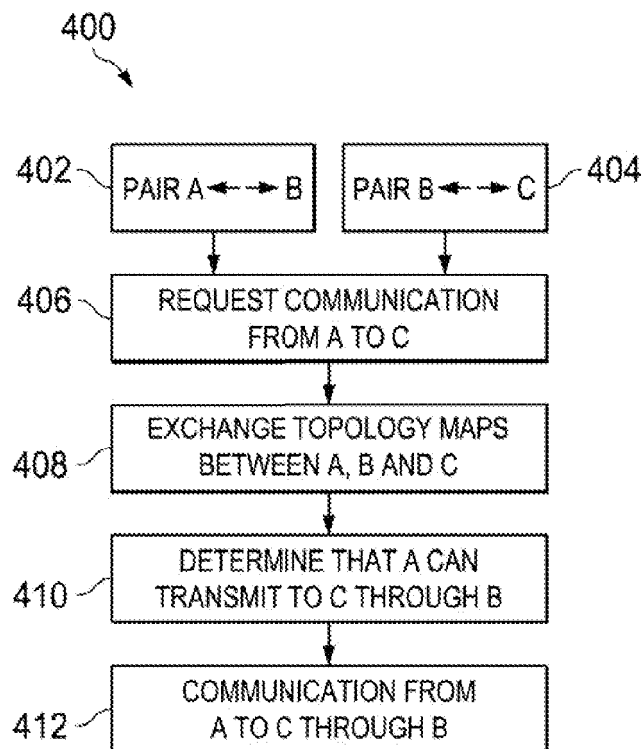 400
402
PAIR A ◄--► B
PAIR B ◄--► C
404
406
REQUEST COMMUNICATION
FROM A TO C
408
EXCHANGE TOPOLOGY MAPS
BETWEEN A, B AND C
410
DETERMINE THAT A CAN
TRANSMIT TO C THROUGH B
412
COMMUNICATION FROM
A TO C THROUGH B